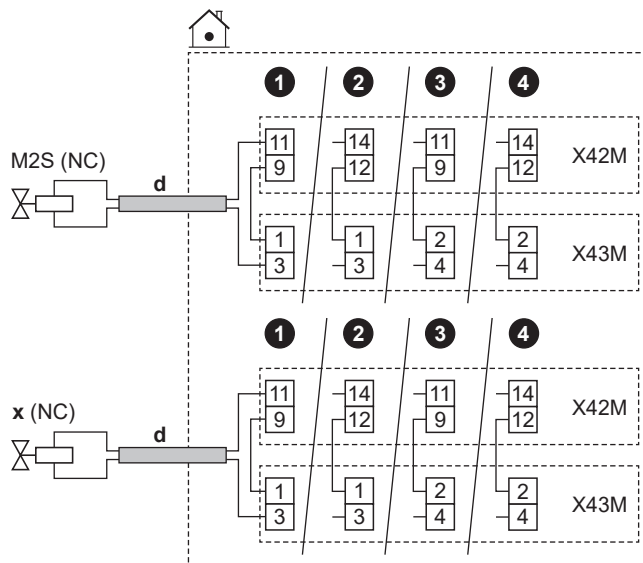 1 2 3 4
11 14 11 14 X42M
9 12 9 12
M2S (NC)
d
1 1 2 2 X43M
3 3 4 4
1 2 3 4
11 14 11 14 X42M
9 12 9 12
x (NC)
d
1 1 2 2 X43M
3 3 4 4